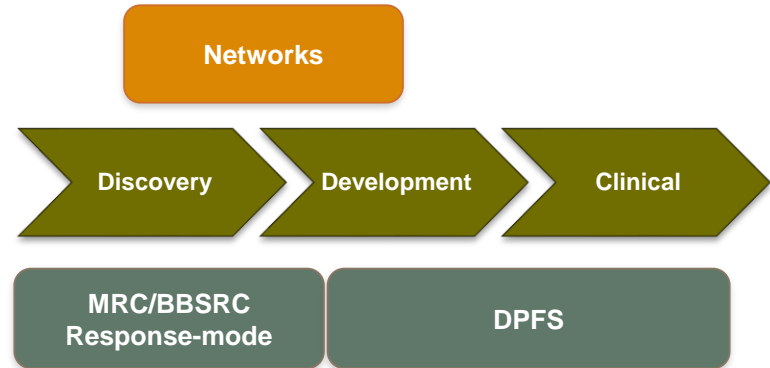 Networks
Discovery
Development
Clinical
MRC/BBSRC
Response-mode
DPFS